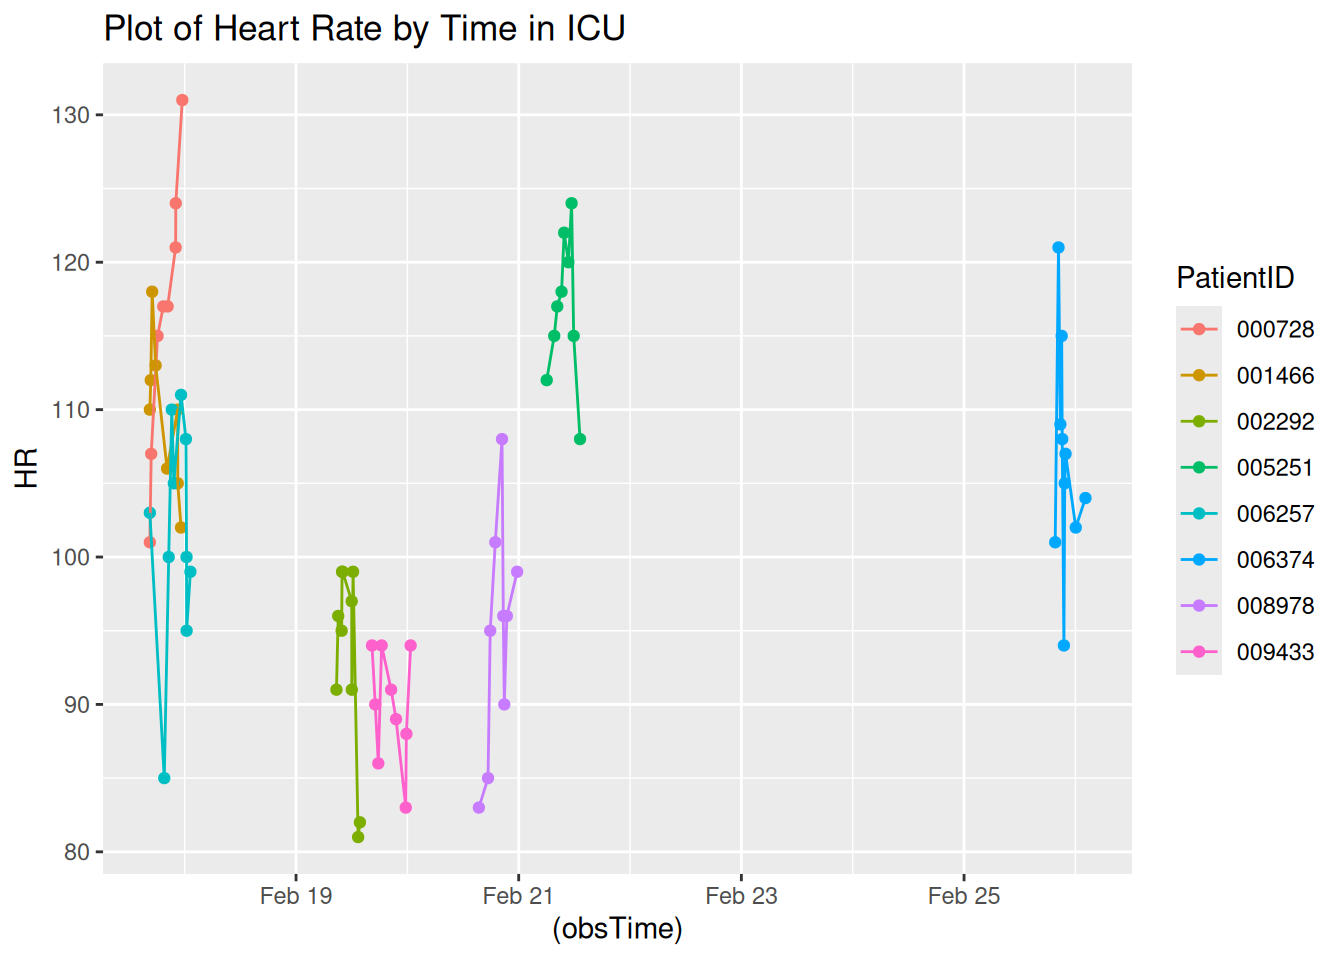 Plot of Heart Rate by Time in ICU
130
120
110
100
90
80
HR
Feb 19
Feb 21
Feb 23
Feb 25
(obsTime)
PatientID
000728
001466
002292
005251
006257
006374
008978
009433